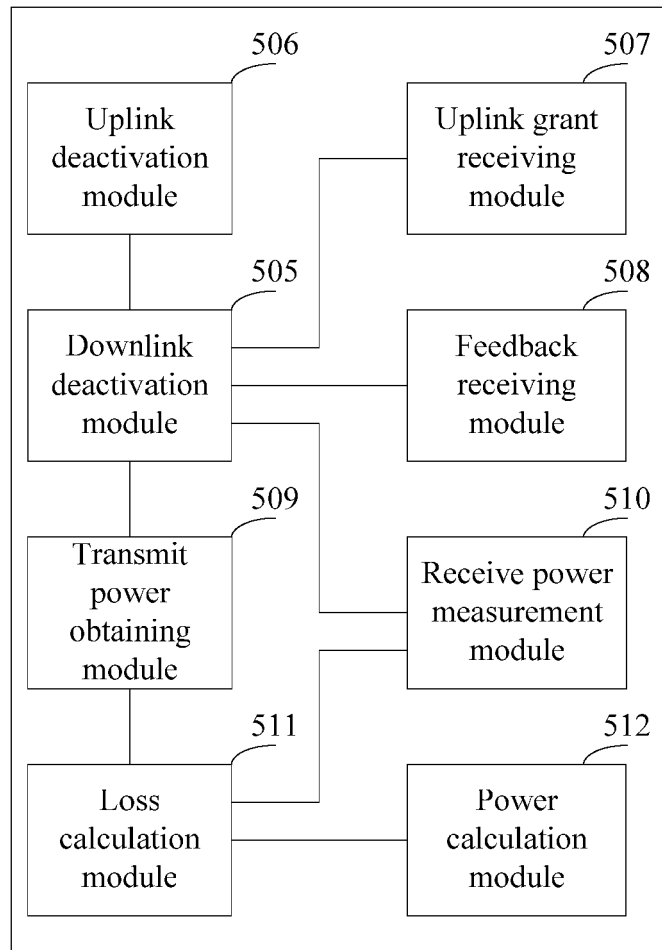 506
Uplink
deactivation
module
507
Uplink grant
receiving
module
505
Downlink
deactivation
module
508
Feedback
receiving
module
509
Transmit
power
obtaining
module
510
Receive power
measurement
module
511
Loss
calculation
module
512
Power
calculation
module